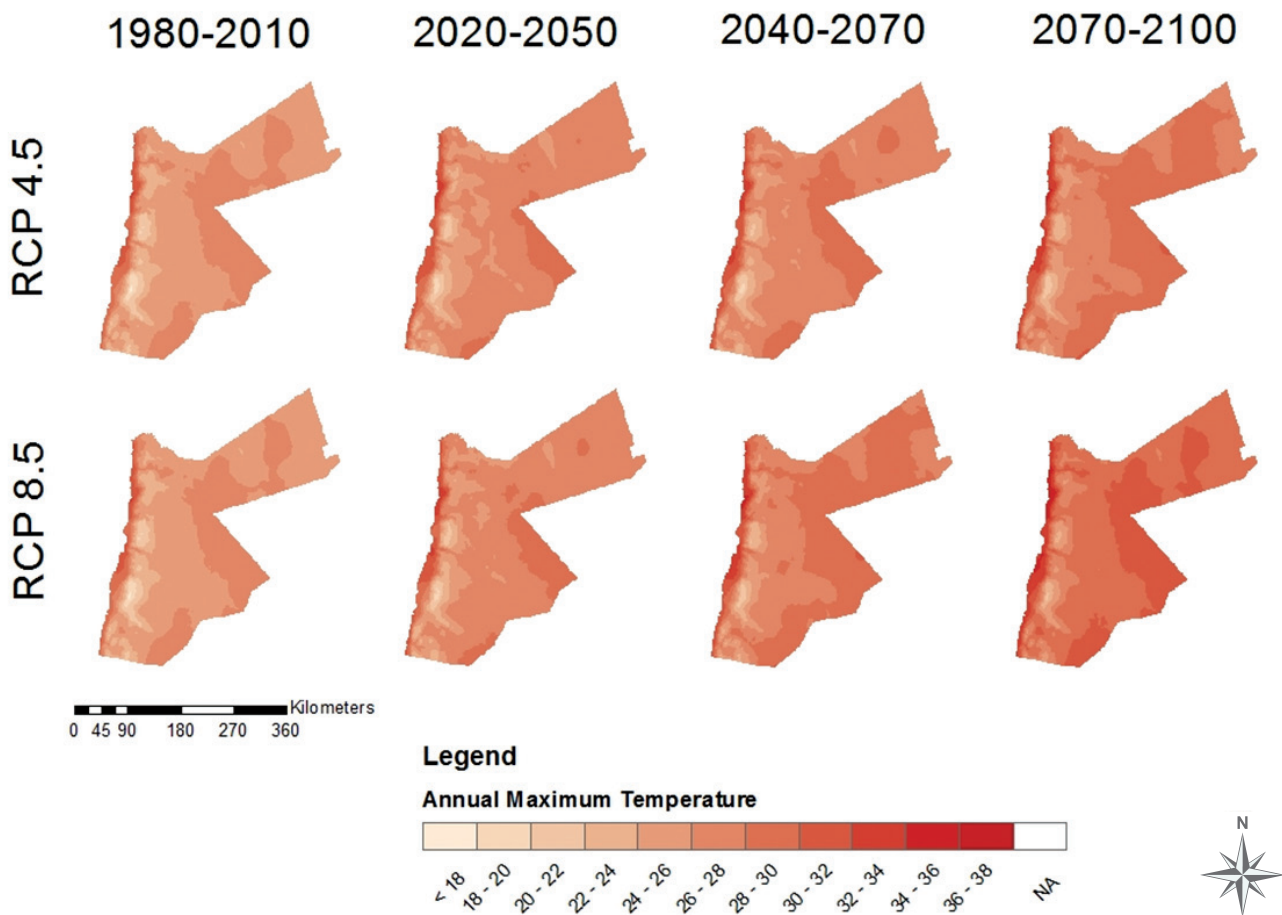 1980-2010 2020-2050 2040-2070 2070-2100
RCP 4.5
RCP 8.5
Kilometers
0 45 90 180 270 360
Legend
Annual Maximum Temperature
< 18 18 - 20 20 - 22 22 - 24 24 - 26 26 - 28 28 - 30 30 - 32 32 - 34 34 - 36 36 - 38 NA
N